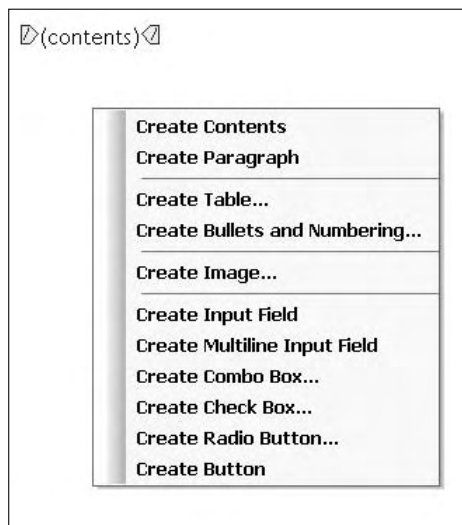 (contents)
Create Contents
Create Paragraph
Create Table...
Create Bullets and Numbering...
Create Image...
Create Input Field
Create Multiline Input Field
Create Combo Box...
Create Check Box...
Create Radio Button...
Create Button